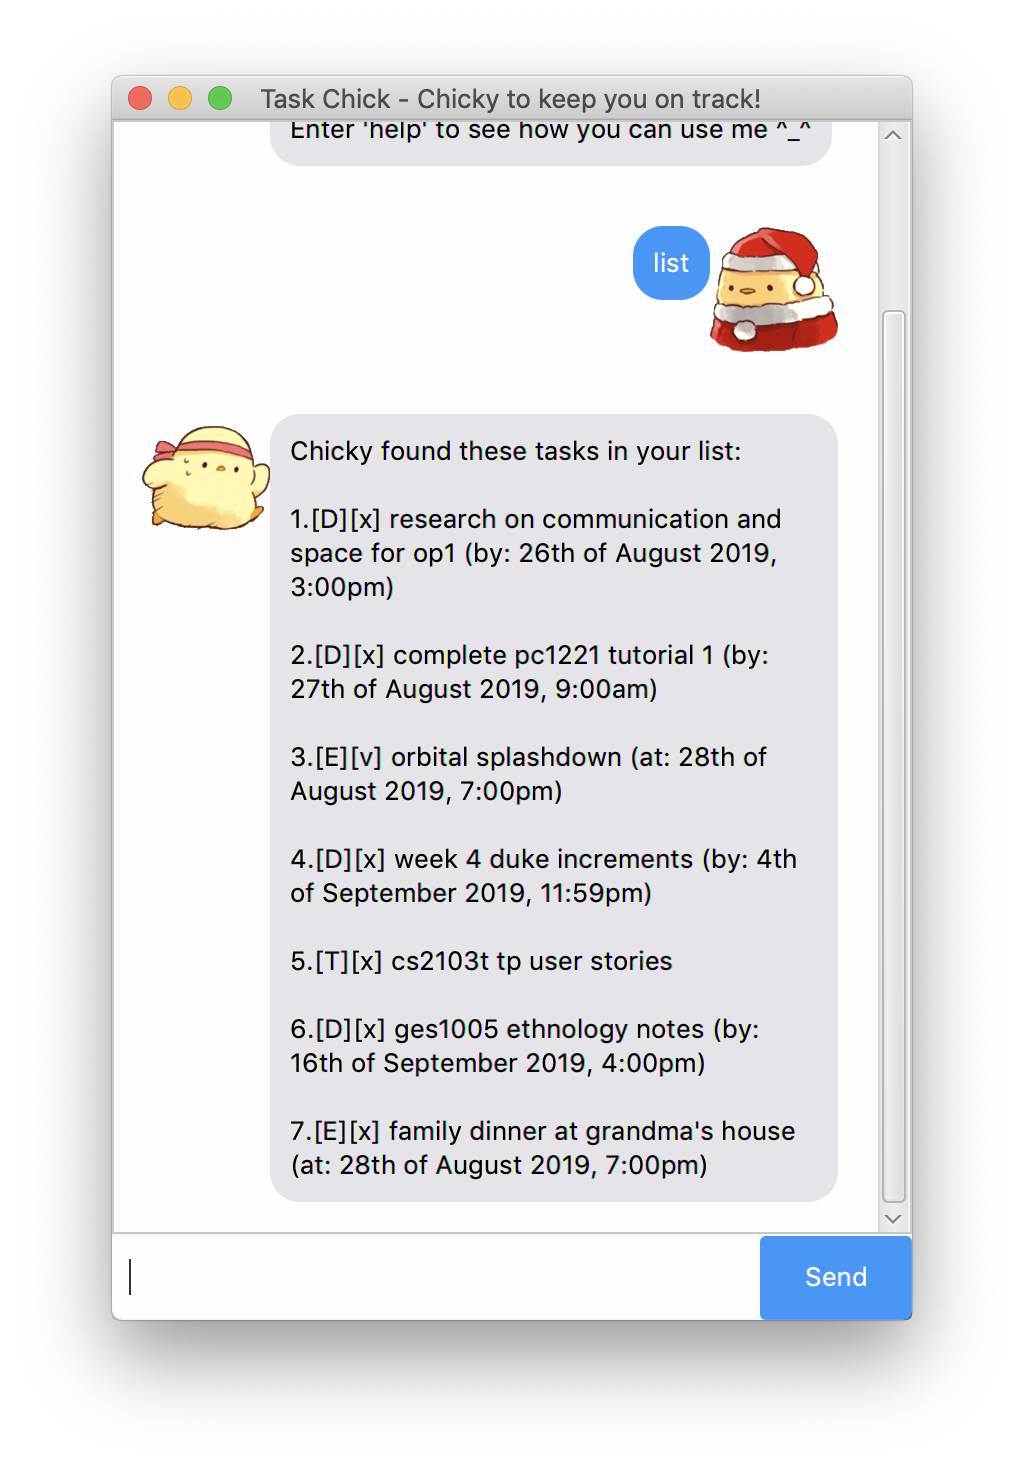 Task Chick - Chicky to keep you on track!
Enter 'help' to see how you can use me ^_^
list
Chicky found these tasks in your list:
1.[D][x] research on communication and
space for op1 (by: 26th of August 2019,
3:00pm)
2.[D][x] complete pc1221 tutorial 1 (by:
27th of August 2019, 9:00am)
3.[E][v] orbital splashdown (at: 28th of
August 2019, 7:00pm)
4.[D][x] week 4 duke increments (by: 4th
of September 2019, 11:59pm)
5.[T][x] cs2103t tp user stories
6.[D][x] ges1005 ethnology notes (by:
16th of September 2019, 4:00pm)
7.[E][x] family dinner at grandma's house
(at: 28th of August 2019, 7:00pm)
Send